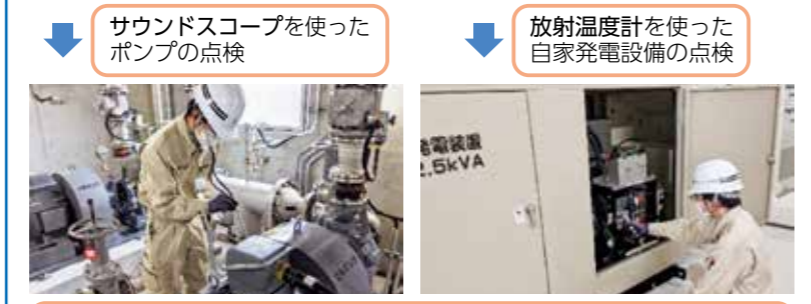 サウンドスコープを使った
ポンプの点検
放射温度計を使った
自家発電設備の点検
発電装置
2.5kVA